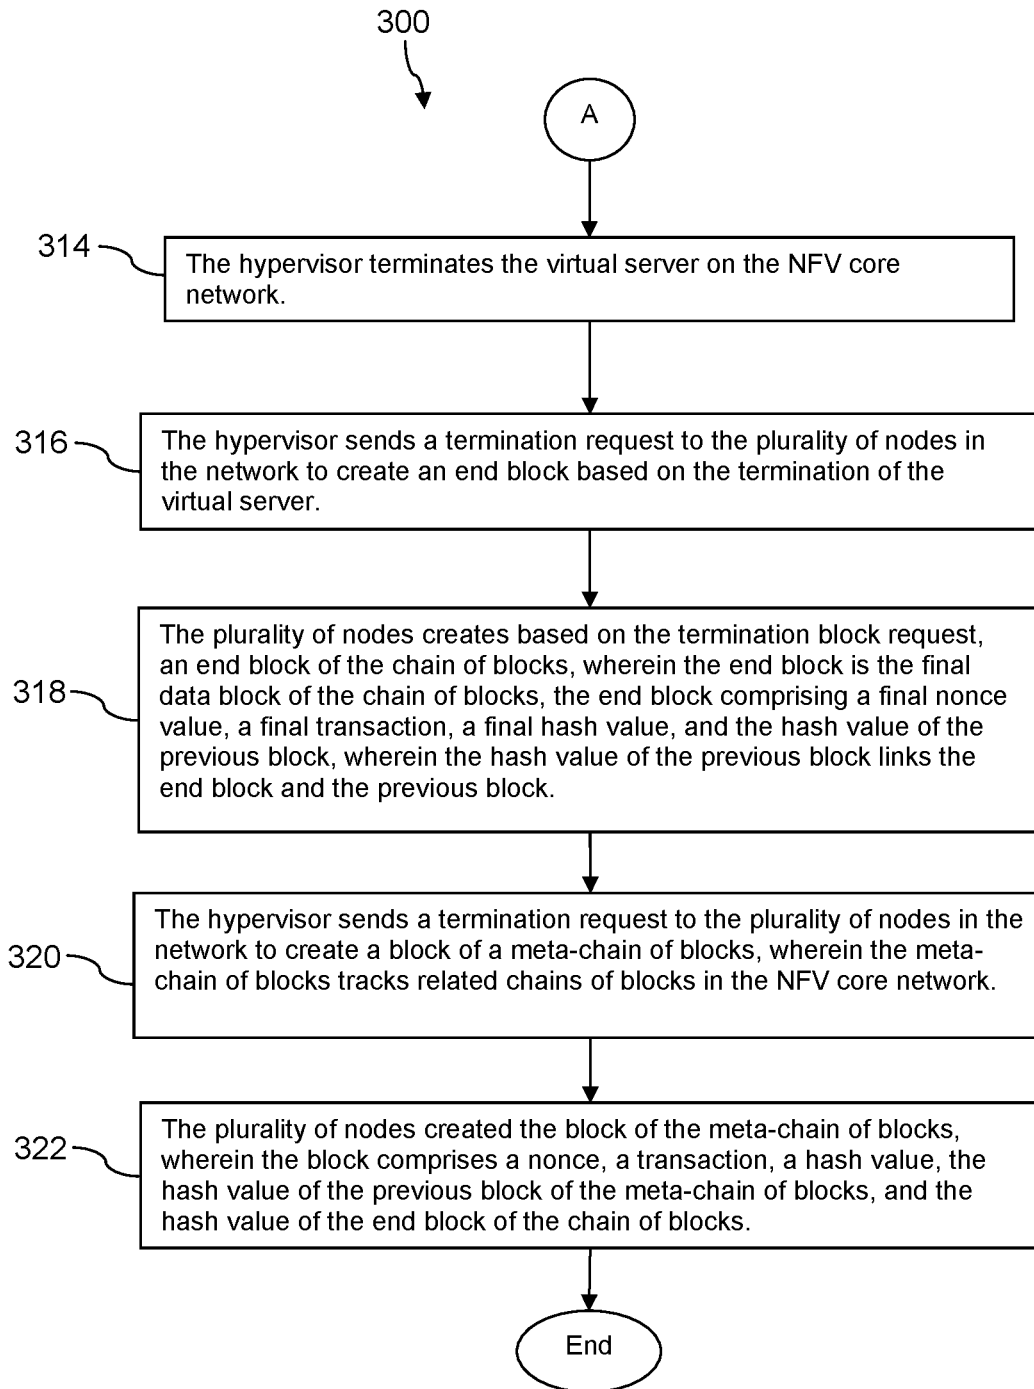 300
A
314
The hypervisor terminates the virtual server on the NFV core
network.
316
The hypervisor sends a termination request to the plurality of nodes in
the network to create an end block based on the termination of the
virtual server.
318
The plurality of nodes creates based on the termination block request,
an end block of the chain of blocks, wherein the end block is the final
data block of the chain of blocks, the end block comprising a final nonce
value, a final transaction, a final hash value, and the hash value of the
previous block, wherein the hash value of the previous block links the
end block and the previous block.
320
The hypervisor sends a termination request to the plurality of nodes in the
network to create a block of a meta-chain of blocks, wherein the meta-
chain of blocks tracks related chains of blocks in the NFV core network.
322
The plurality of nodes created the block of the meta-chain of blocks,
wherein the block comprises a nonce, a transaction, a hash value, the
hash value of the previous block of the meta-chain of blocks, and the
hash value of the end block of the chain of blocks.
End